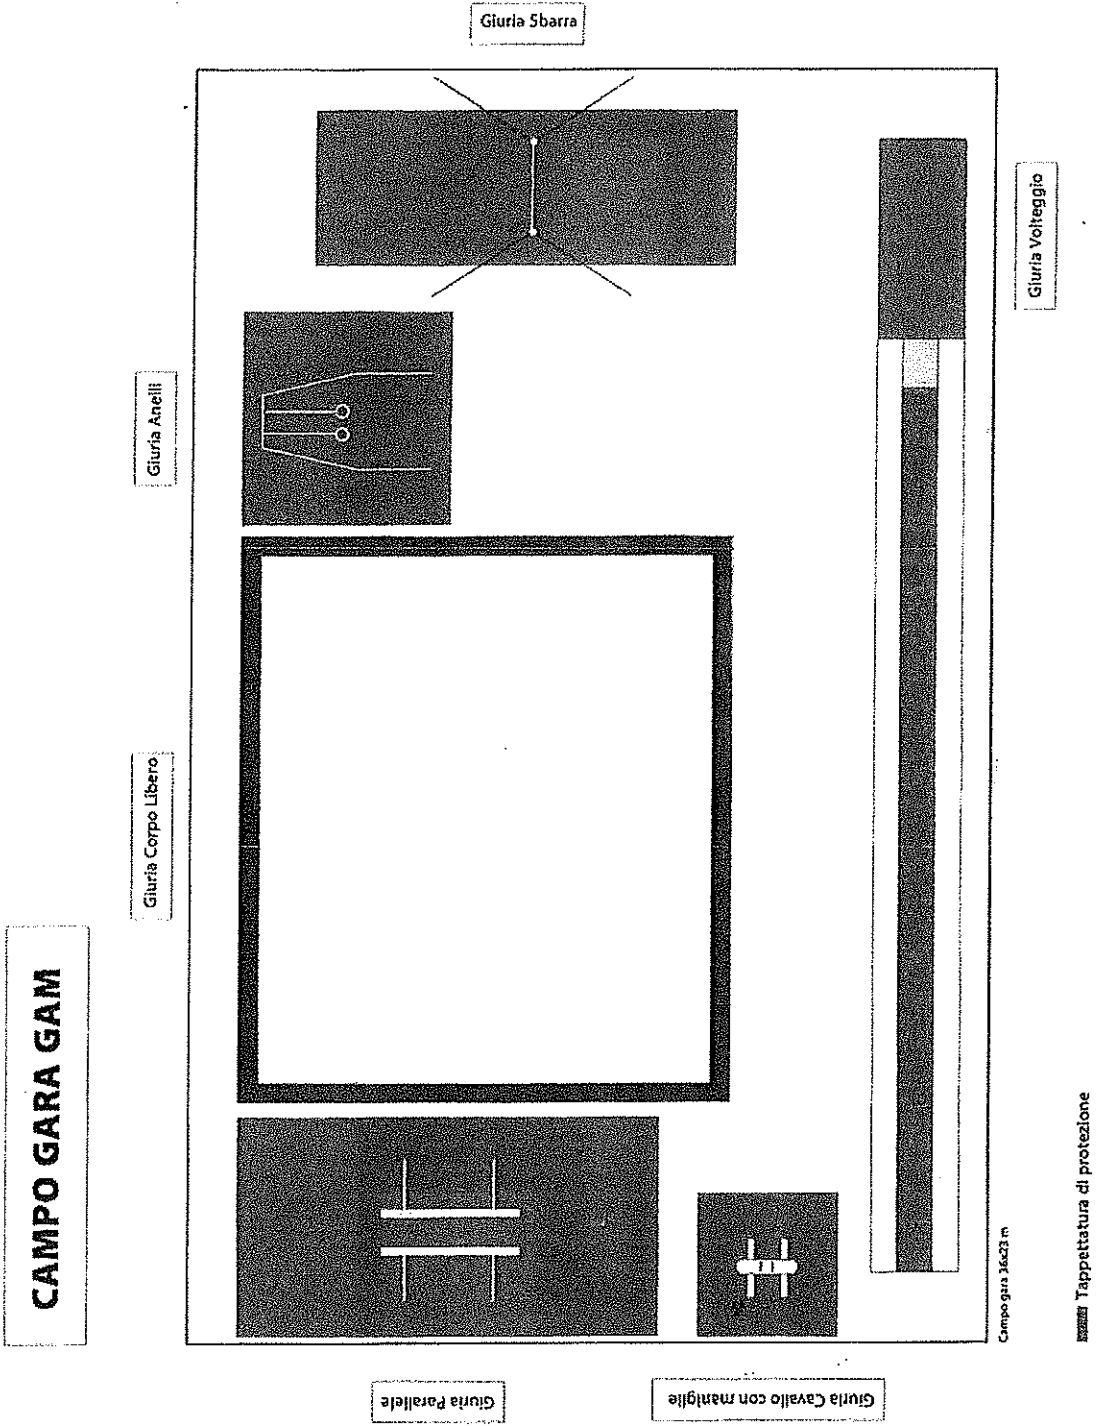 CAMPO GARA GAM
Giuria Corpo Libero
Giuria Anelli
Giuria Sbarra
Giuria Volteggio
Giuria Parallele
Giuria Cavallo con maniglie
Campo gara 36x23 m
Tappettatura di protezione